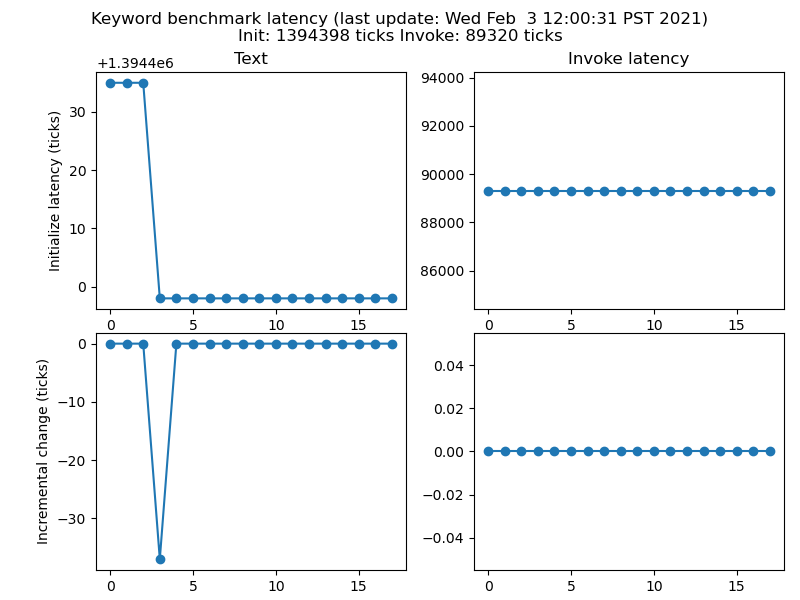 Keyword benchmark latency (last update: Wed Feb  3 12:00:31 PST 2021)
Init: 1394398 ticks Invoke: 89320 ticks
Text
Invoke latency
+1.3944e6
Initialize latency (ticks)
30
20
10
0
0 5 10 15
94000
92000
90000
88000
86000
0 5 10 15
Incremental change (ticks)
0
−10
−20
−30
0 5 10 15
0.04
0.02
0.00
−0.02
−0.04
0 5 10 15